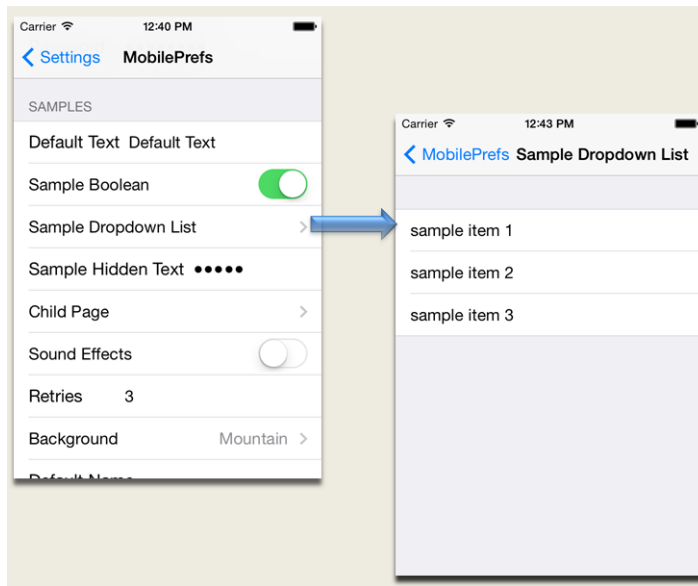 Carrier 12:40 PM
Settings MobilePrefs
SAMPLES
Default Text Default Text
Sample Boolean
Sample Dropdown List
Sample Hidden Text •••••
Child Page
Sound Effects
Retries 3
Background Mountain
Default Name
Carrier 12:43 PM
MobilePrefs Sample Dropdown List
sample item 1
sample item 2
sample item 3